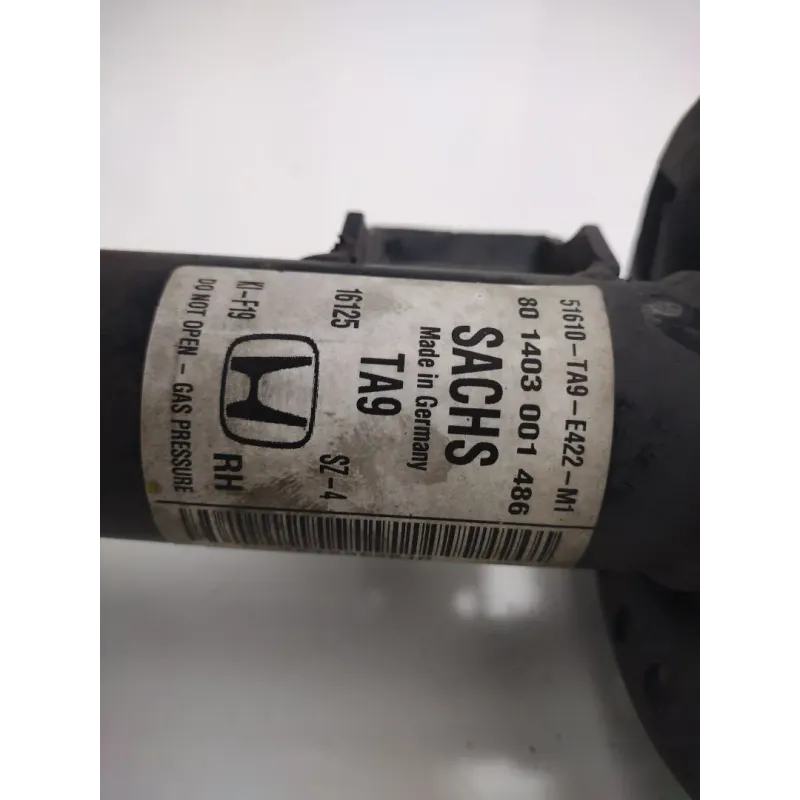 51610-TA9-E422-M1
80 1403 001 486
SACHS
Made in Germany
TA9
16125
SZ-4
KI-F19
RH
DO NOT OPEN - GAS PRESSURE